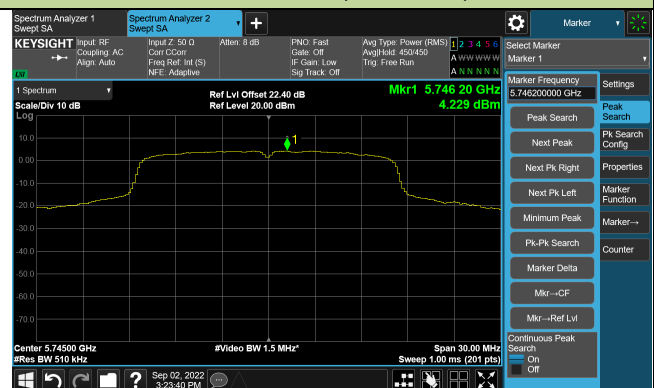 Spectrum Analyzer 1
Swept SA
Spectrum Analyzer 2
Swept SA
+
Marker
KEYSIGHT
LXI
Input: RF
Coupling: AC
Align: Auto
Input Z: 50 Ω
Corr CCorr
Freq Ref: Int (S)
NFE: Adaptive
Atten: 8 dB
PNO: Fast
Gate: Off
IF Gain: Low
Sig Track: Off
Avg Type: Power (RMS)
Avg|Hold: 450/450
Trig: Free Run
1 2 3 4 5 6
A W W W W W
A N N N N N
Select Marker
Marker 1
1 Spectrum
Scale/Div 10 dB
Log
Ref Lvl Offset 22.40 dB
Ref Level 20.00 dBm
Mkr1 5.746 20 GHz
4.229 dBm
1
10.0
0.00
-10.0
-20.0
-30.0
-40.0
-50.0
-60.0
-70.0
Center 5.74500 GHz
#Res BW 510 kHz
#Video BW 1.5 MHz*
Span 30.00 MHz
Sweep 1.00 ms (201 pts)
Marker Frequency
5.746200000 GHz
Peak Search
Next Peak
Next Pk Right
Next Pk Left
Minimum Peak
Pk-Pk Search
Marker Delta
Mkr→CF
Mkr→Ref Lvl
Continuous Peak
Search
On
Off
Settings
Peak
Search
Pk Search
Config
Properties
Marker
Function
Marker→
Counter
?
Sep 02, 2022
3:23:40 PM